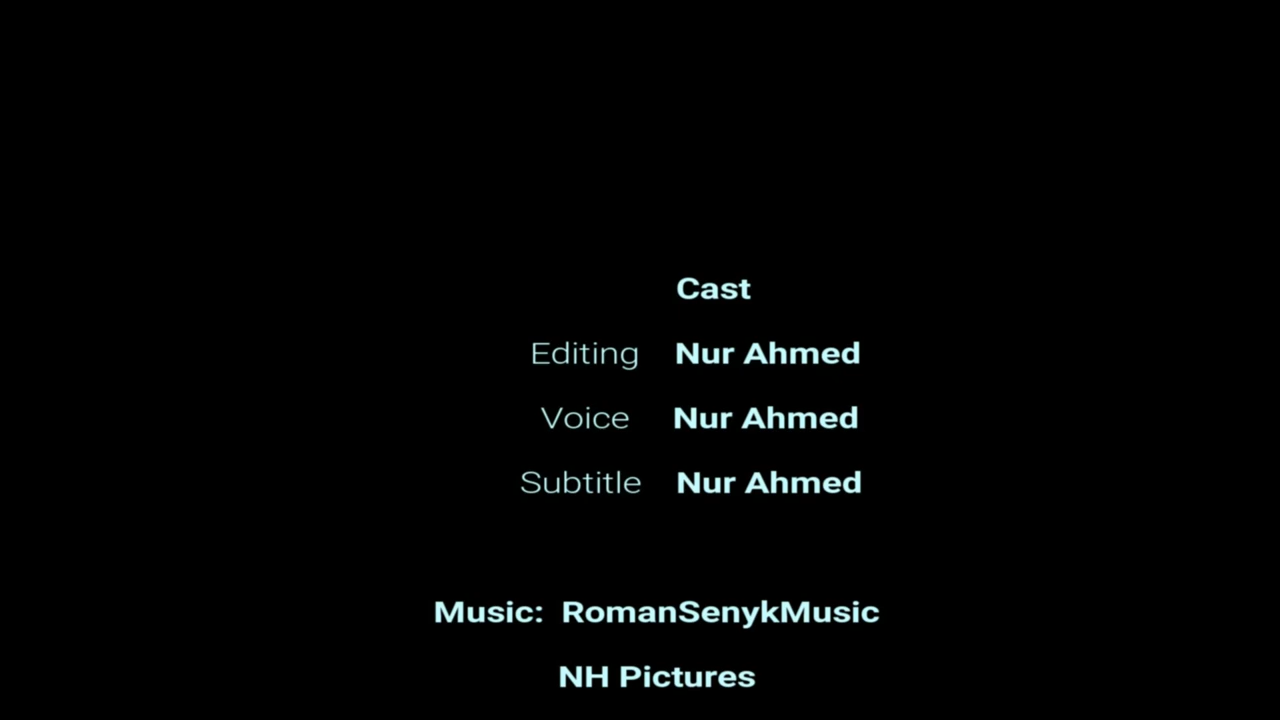 Cast
Editing Nur Ahmed
Voice Nur Ahmed
Subtitle Nur Ahmed
Music: RomanSenykMusic
NH Pictures